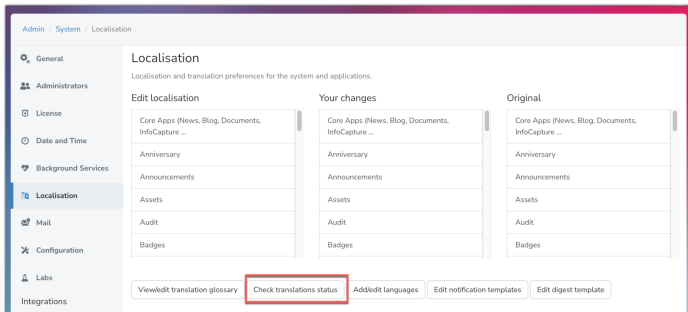 Admin / System / Localisation
General
Administrators
License
Date and Time
Background Services
Localisation
Mail
Configuration
Labs
Integrations
Localisation
Localisation and translation preferences for the system and applications.
Edit localisation
Core Apps (News, Blog, Documents,
InfoCapture ...
Anniversary
Announcements
Assets
Audit
Badges
Your changes
Core Apps (News, Blog, Documents,
InfoCapture ...
Anniversary
Announcements
Assets
Audit
Badges
Original
Core Apps (News, Blog, Documents,
InfoCapture ...
Anniversary
Announcements
Assets
Audit
Badges
View/edit translation glossary
Check translations status
Add/edit languages
Edit notification templates
Edit digest template